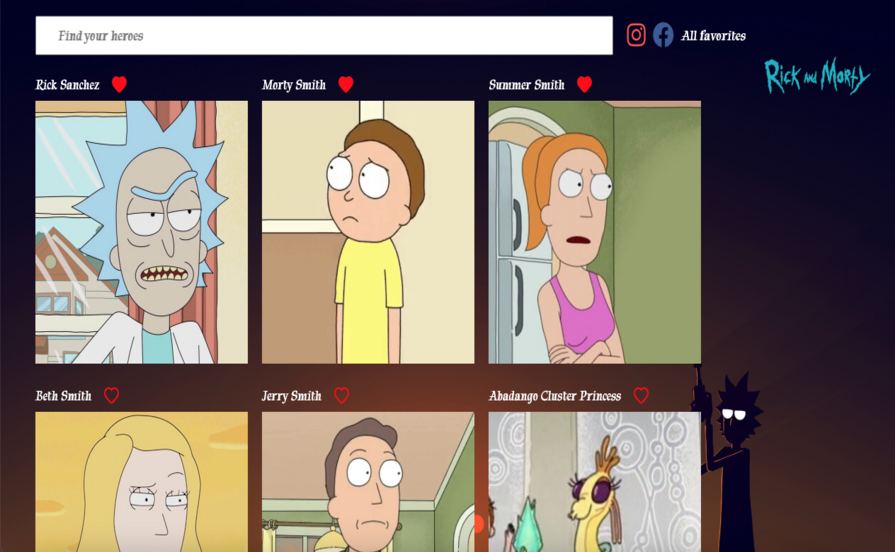 Find your heroes
All favorites
Rick and Morty
Rick Sanchez
Morty Smith
Summer Smith
Beth Smith
Jerry Smith
Abadango Cluster Princess